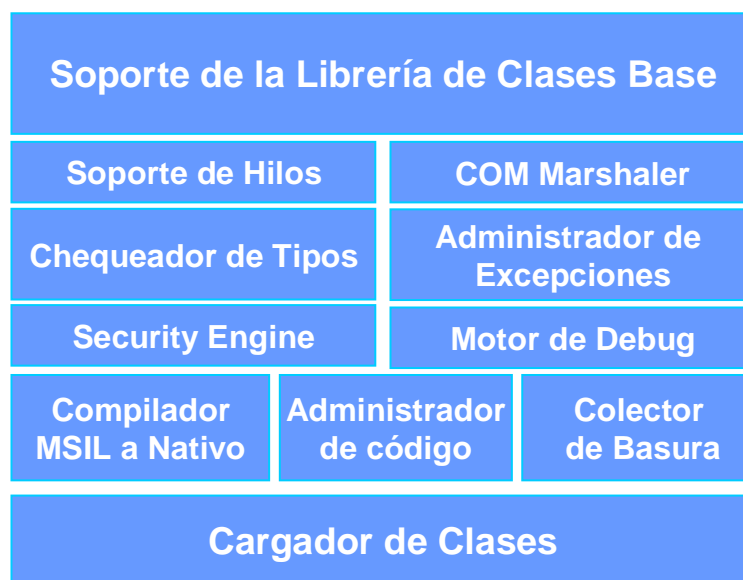 Soporte de la Librería de Clases Base
Soporte de Hilos
COM Marshaler
Chequeador de Tipos
Administrador de
Excepciones
Security Engine
Motor de Debug
Compilador
MSIL a Nativo
Administrador
de código
Colector
de Basura
Cargador de Clases